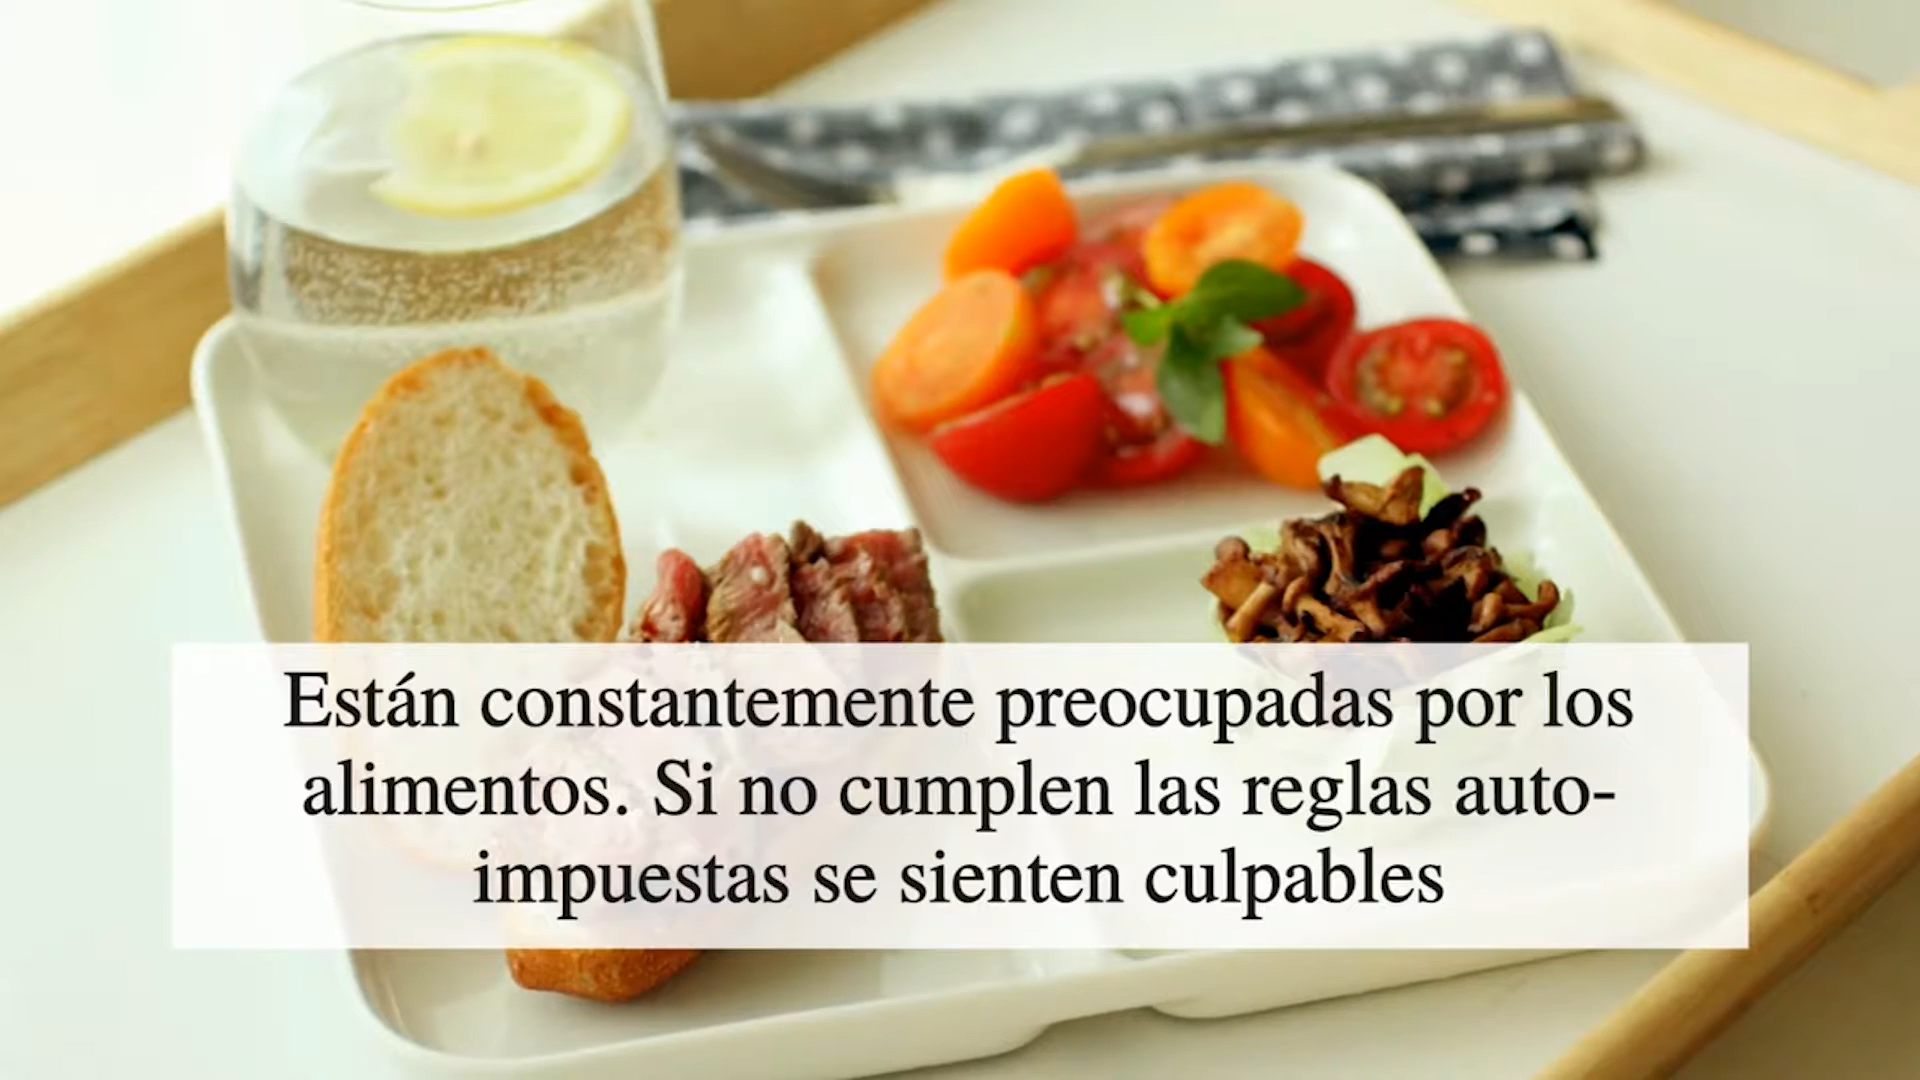 Están constantemente preocupadas por los
alimentos. Si no cumplen las reglas auto-
impuestas se sienten culpables